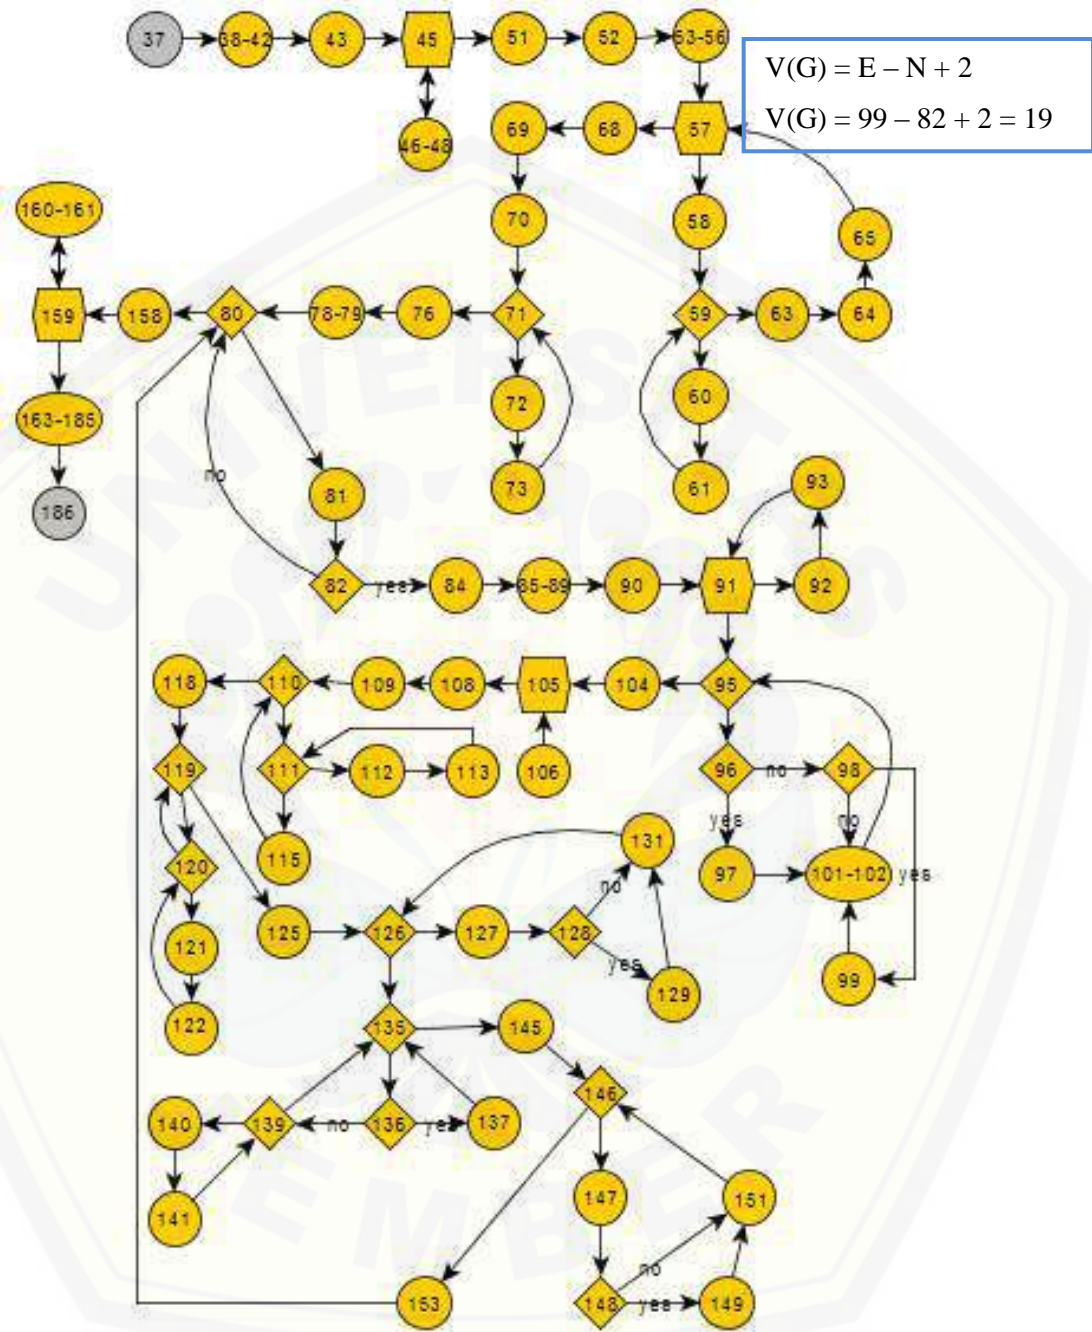 37 38-42 43 45 51 52 53-56
V(G) = E – N + 2
V(G) = 99 – 82 + 2 = 19
46-48 69 68 57
160-161 70 58 65
159 158 80 78-79 76 71 59 63 64
163-185 72 60
no
186 81 73 61 93
82 yes 84 85-89 90 91 92
118 110 109 108 105 104 95
119 111 112 113 106 96 no 98
yes no
120 115 131 97 101-102 yes
no
121 125 126 127 128
yes
122 129 99
135 145
146
140 139 no 136 yes 137
141 147 151
no
153 148 yes 149
UNIVERSITAS
JEMBER